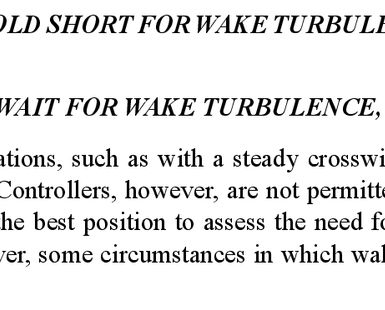 OLD SHORT FOR WAKE TURBULE
WAIT FOR WAKE TURBULENCE,
ations, such as with a steady crosswi
Controllers, however, are not permitte
the best position to assess the need fo
ver, some circumstances in which wal